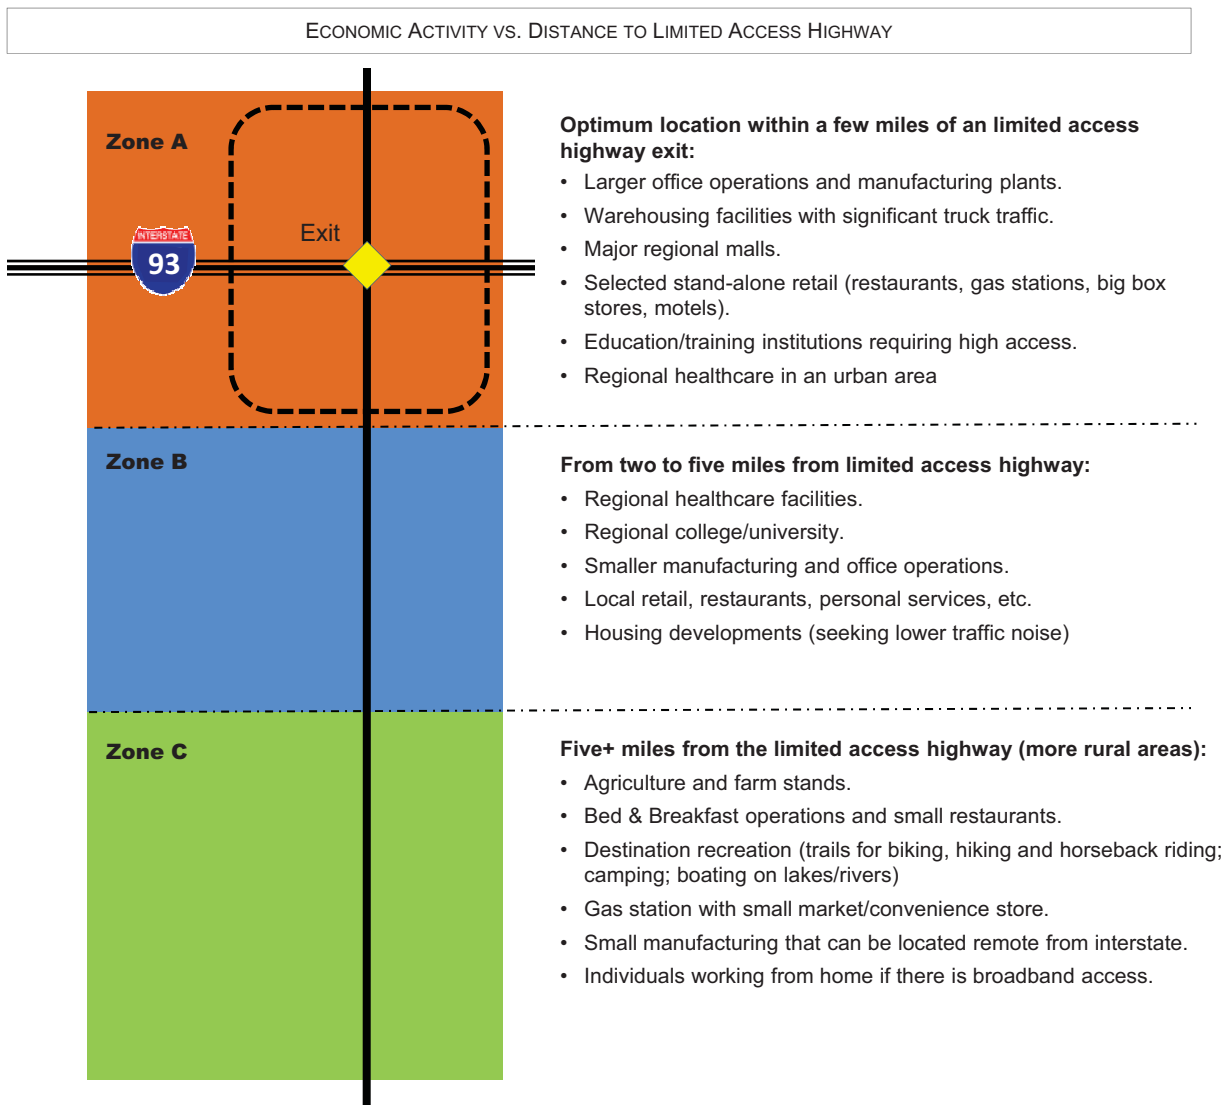 ECONOMIC ACTIVITY VS. DISTANCE TO LIMITED ACCESS HIGHWAY
Zone A
INTERSTATE
93
Exit
Optimum location within a few miles of an limited access
highway exit:
• Larger office operations and manufacturing plants.
• Warehousing facilities with significant truck traffic.
• Major regional malls.
• Selected stand-alone retail (restaurants, gas stations, big box
stores, motels).
• Education/training institutions requiring high access.
• Regional healthcare in an urban area
Zone B
From two to five miles from limited access highway:
• Regional healthcare facilities.
• Regional college/university.
• Smaller manufacturing and office operations.
• Local retail, restaurants, personal services, etc.
• Housing developments (seeking lower traffic noise)
Zone C
Five+ miles from the limited access highway (more rural areas):
• Agriculture and farm stands.
• Bed & Breakfast operations and small restaurants.
• Destination recreation (trails for biking, hiking and horseback riding;
camping; boating on lakes/rivers)
• Gas station with small market/convenience store.
• Small manufacturing that can be located remote from interstate.
• Individuals working from home if there is broadband access.